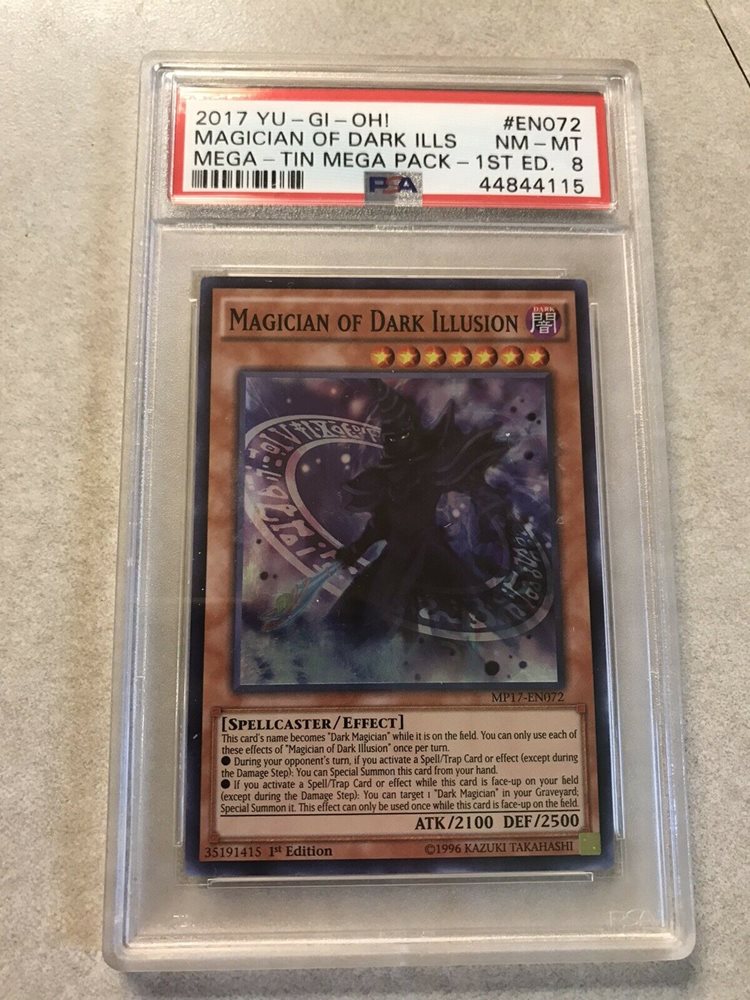 2017 YU-GI-OH! #EN072
MAGICIAN OF DARK ILLS NM-MT
MEGA-TIN MEGA PACK-1ST ED. 8
PSA 44844115
MAGICIAN OF DARK ILLUSION
DARK
闇
MP17-EN072
[SPELLCASTER/EFFECT]
This card's name becomes "Dark Magician" while it is on the field. You can only use each of
these effects of "Magician of Dark Illusion" once per turn.
● During your opponent's turn, if you activate a Spell/Trap Card or effect (except during
the Damage Step): You can Special Summon this card from your hand.
● If you activate a Spell/Trap Card or effect while this card is face-up on your field
(except during the Damage Step): You can target 1 "Dark Magician" in your Graveyard;
Special Summon it. This effect can only be used once while this card is face-up on the field.
ATK/2100 DEF/2500
35191415 1st Edition ©1996 KAZUKI TAKAHASHI
PSA